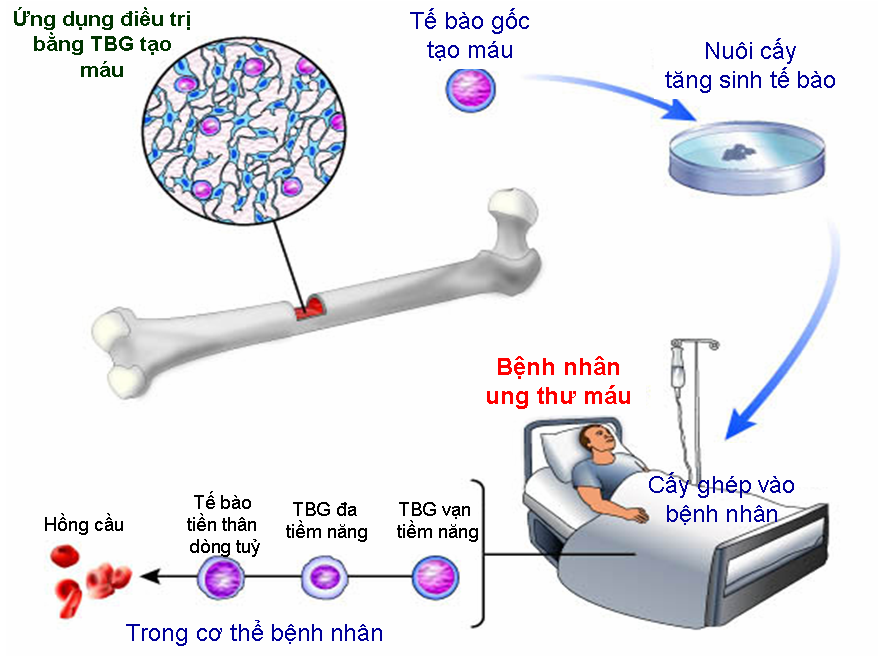 Ứng dụng điều trị
bằng TBG tạo
máu
Tế bào gốc
tạo máu
Nuôi cấy
tăng sinh tế bào
Bệnh nhân
ung thư máu
Cấy ghép vào
bệnh nhân
TBG vạn
tiềm năng
TBG đa
tiềm năng
Tế bào
tiền thân
dòng tuỷ
Hồng cầu
Trong cơ thể bệnh nhân